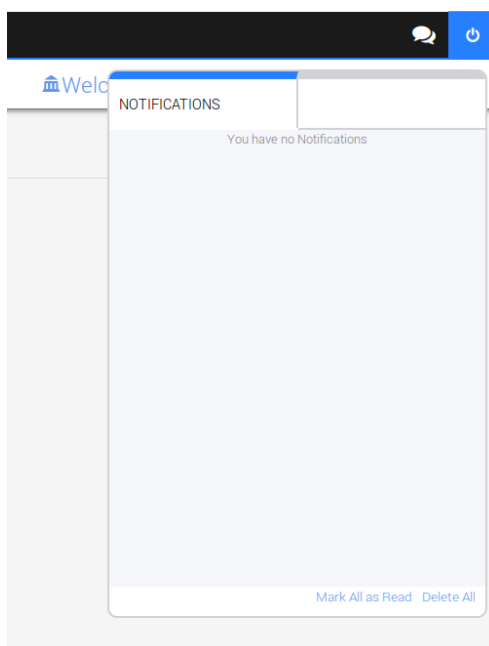 Welc
NOTIFICATIONS
You have no Notifications
Mark All as Read Delete All